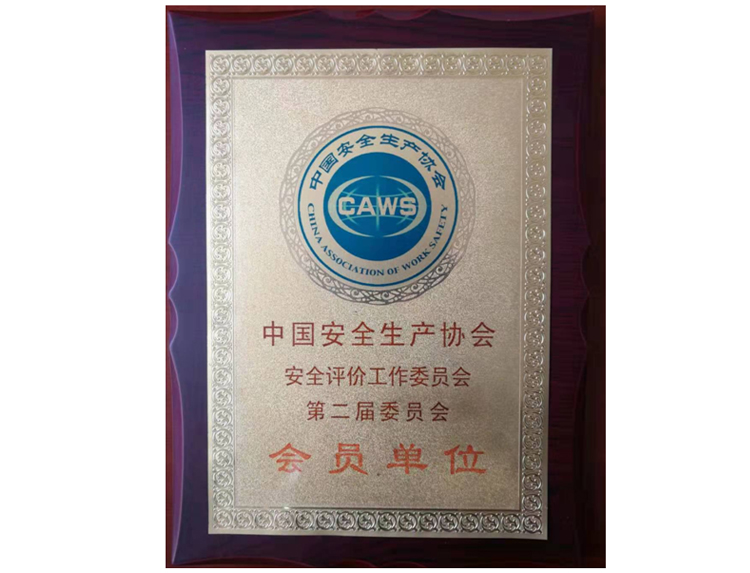 中国安全生产协会
CAWS
CHINA ASSOCIATION OF WORK SAFETY
中国安全生产协会
安全评价工作委员会
第二届委员会
会员单位